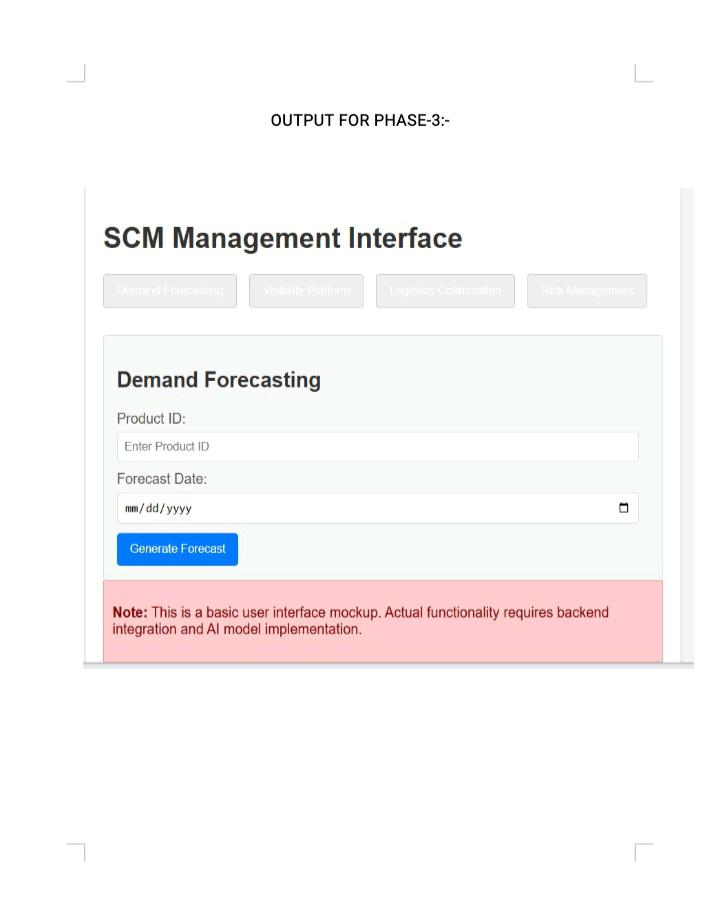 OUTPUT FOR PHASE-3:-
SCM Management Interface
Demand Forecasting Visibility Platform Logistics Optimization Risk Management
Demand Forecasting
Product ID:
Enter Product ID
Forecast Date:
mm/dd/yyyy
Generate Forecast
Note: This is a basic user interface mockup. Actual functionality requires backend
integration and AI model implementation.